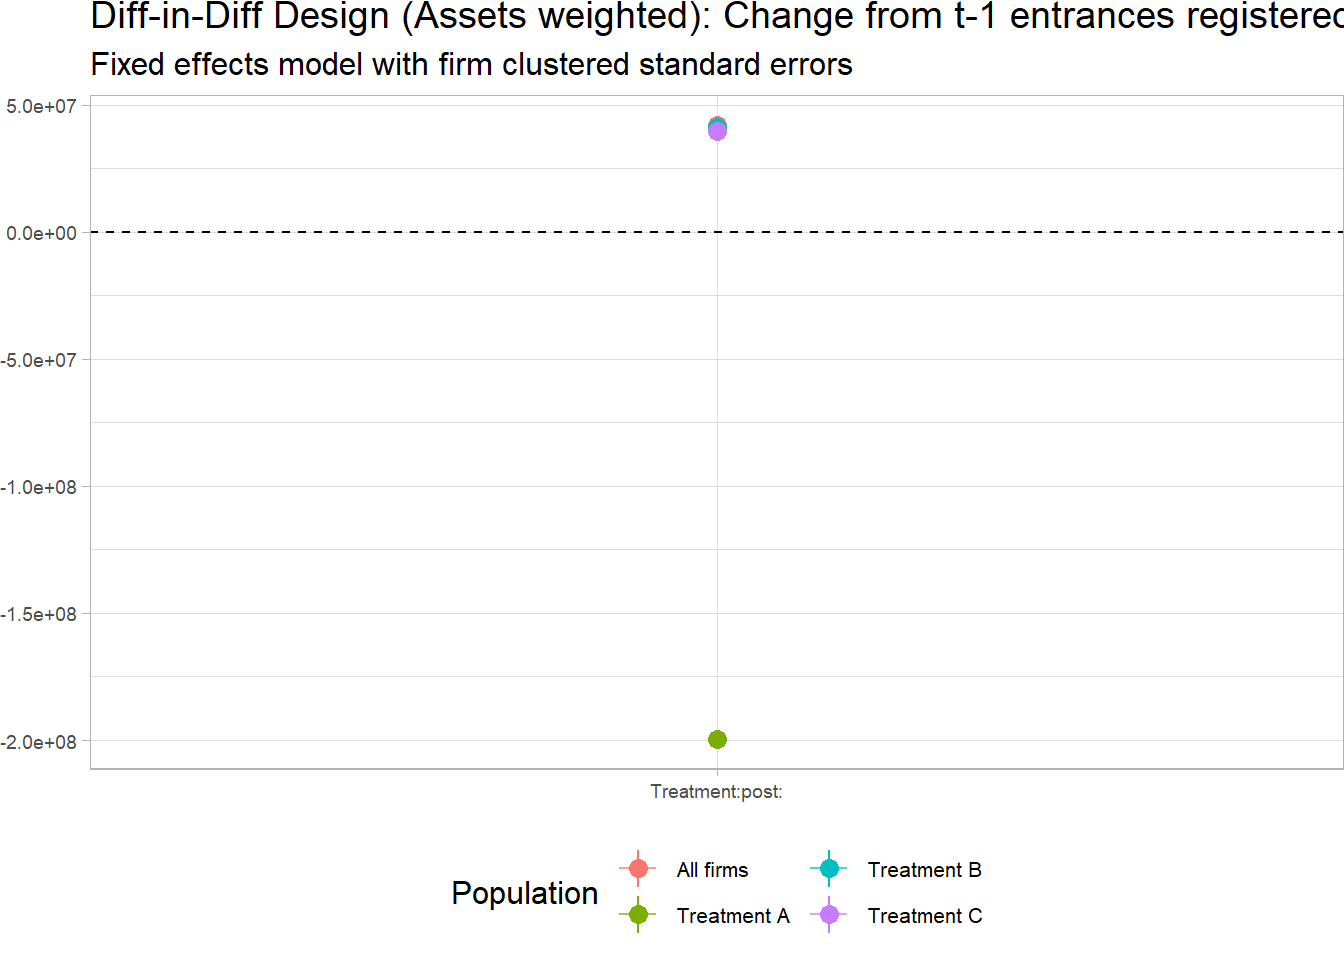 Diff-in-Diff Design (Assets weighted): Change from t-1 entrances registered
Fixed effects model with firm clustered standard errors
5.0e+07
0.0e+00
-5.0e+07
-1.0e+08
-1.5e+08
-2.0e+08
Treatment:post:
Population
All firms
Treatment B
Treatment A
Treatment C